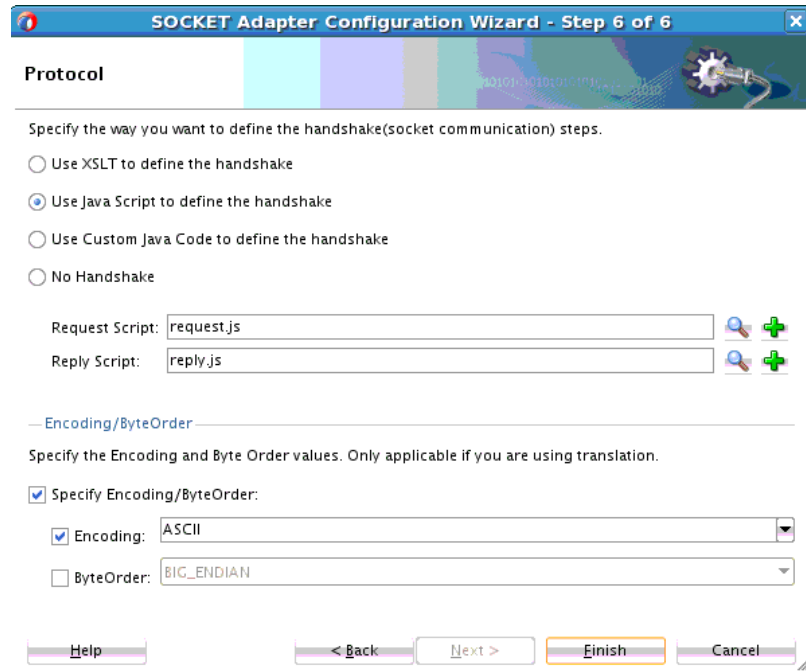 SOCKET Adapter Configuration Wizard - Step 6 of 6
Protocol
Specify the way you want to define the handshake(socket communication) steps.
Use XSLT to define the handshake
Use Java Script to define the handshake
Use Custom Java Code to define the handshake
No Handshake
Request Script: request.js
Reply Script: reply.js
Encoding/ByteOrder
Specify the Encoding and Byte Order values. Only applicable if you are using translation.
Specify Encoding/ByteOrder:
Encoding: ASCII
ByteOrder: BIG_ENDIAN
Help < Back Next > Finish Cancel